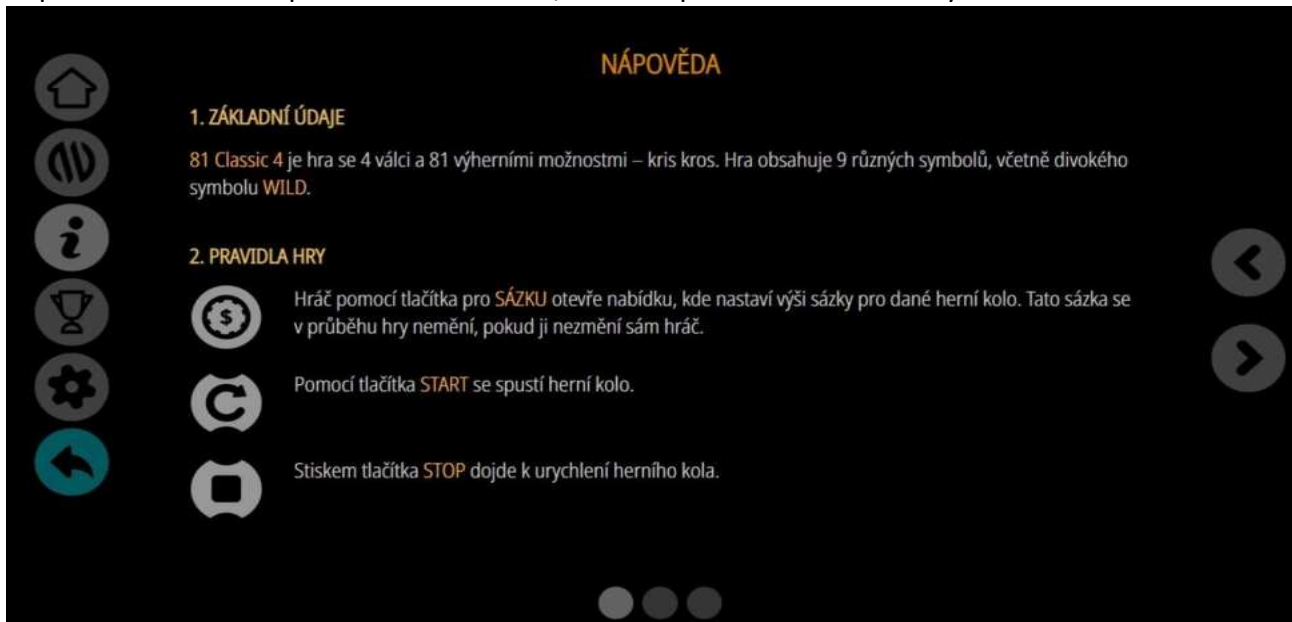 NÁPOVĚDA
1. ZÁKLADNÍ ÚDAJE
81 Classic 4 je hra se 4 válci a 81 výherními možnostmi – kris kros. Hra obsahuje 9 různých symbolů, včetně divokého
symbolu WILD.
2. PRAVIDLA HRY
Hráč pomocí tlačítka pro SÁZKU otevře nabídku, kde nastaví výši sázky pro dané herní kolo. Tato sázka se
v průběhu hry nemění, pokud ji nezmění sám hráč.
Pomocí tlačítka START se spustí herní kolo.
Stiskem tlačítka STOP dojde k urychlení herního kola.